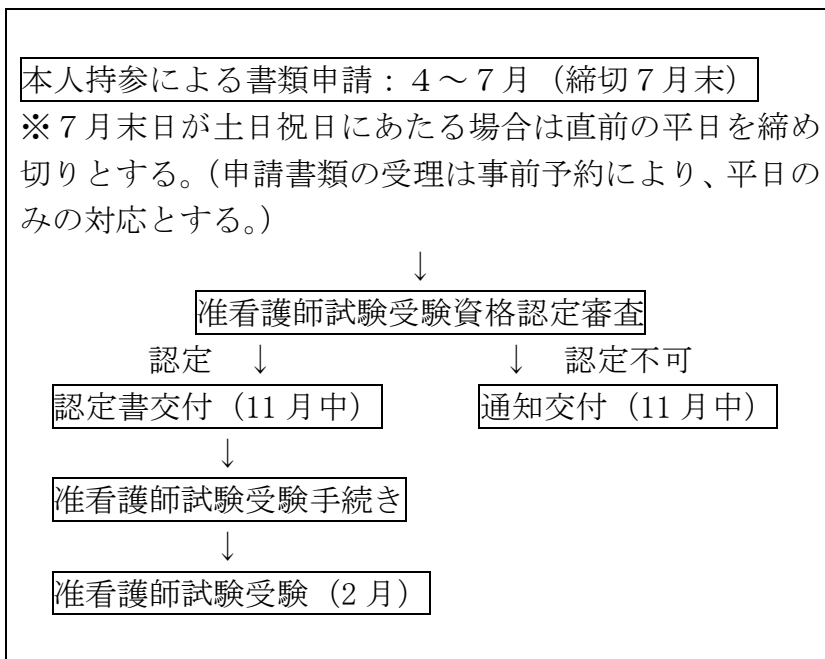 本人持参による書類申請：４～７月（締切７月末）
※７月末日が土日祝日にあたる場合は直前の平日を締め
切りとする。（申請書類の受理は事前予約により、平日の
みの対応とする。）
↓
准看護師試験受験資格認定審査
認定 ↓ ↓ 認定不可
認定書交付（11 月中） 通知交付（11 月中）
↓
准看護師試験受験手続き
↓
准看護師試験受験（2 月）